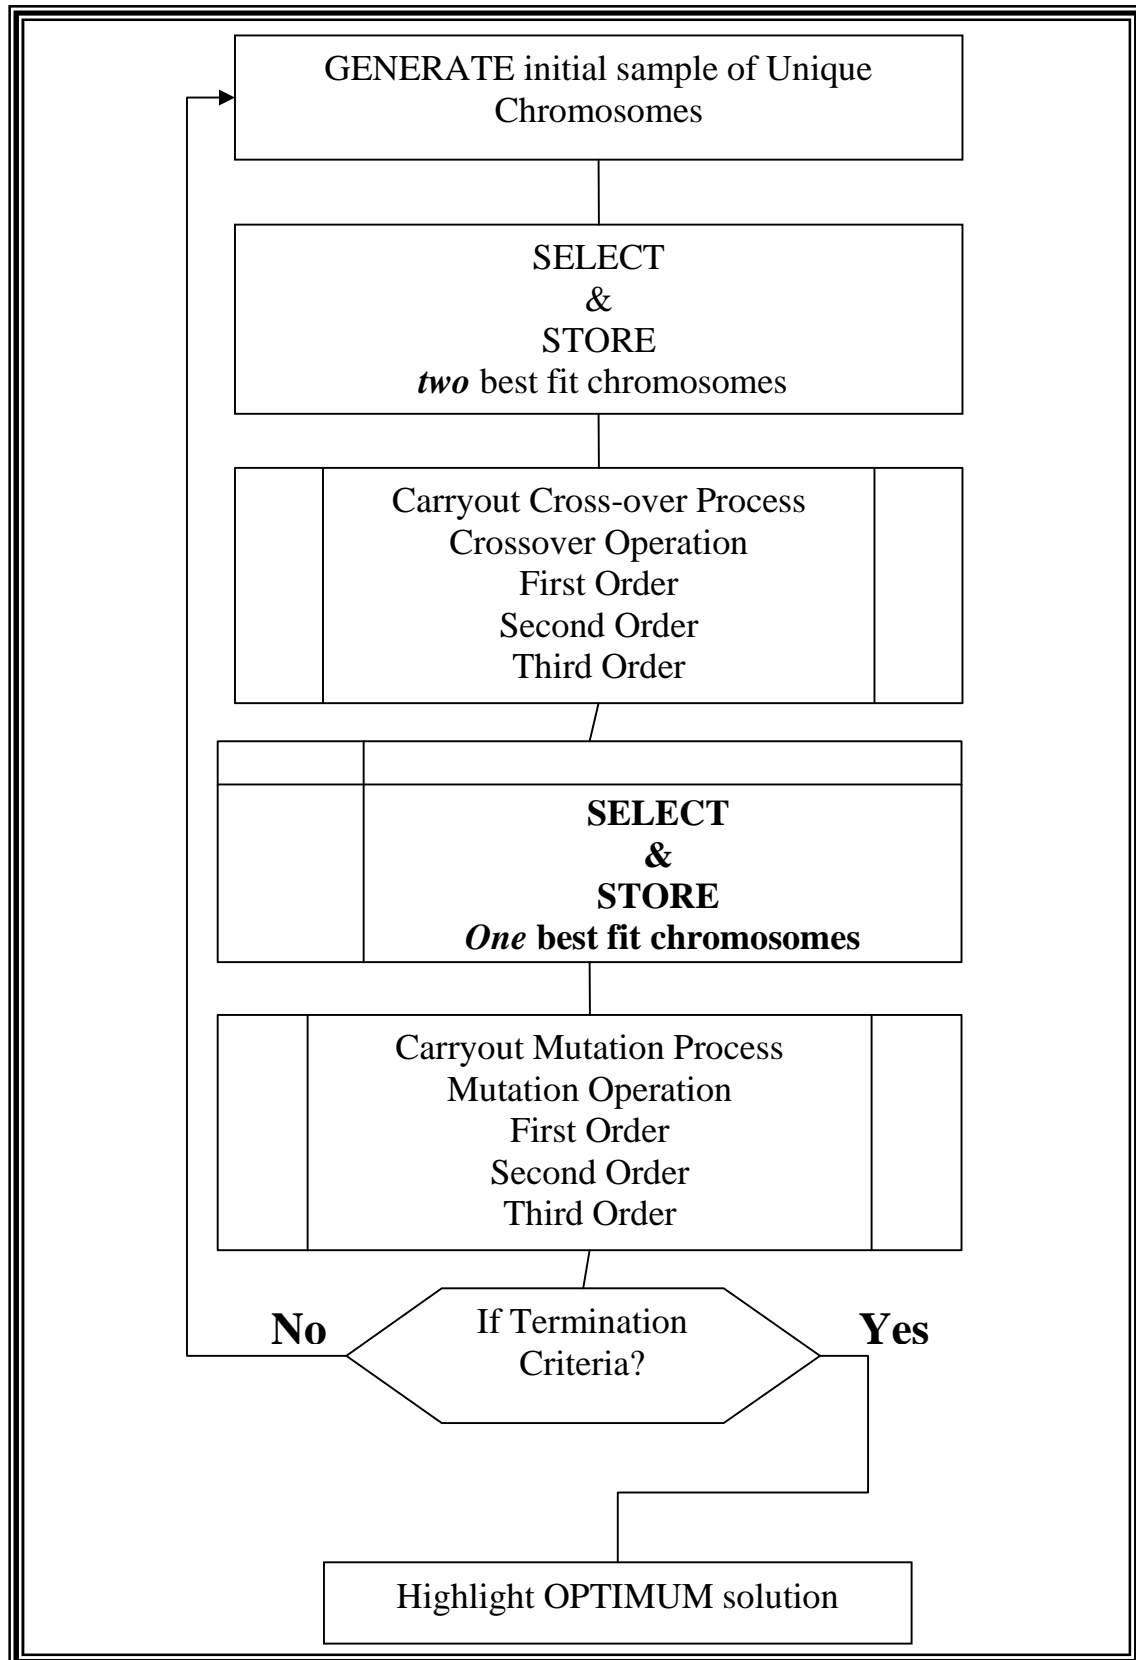 GENERATE initial sample of Unique
Chromosomes
SELECT
&
STORE
two best fit chromosomes
Carryout Cross-over Process
Crossover Operation
First Order
Second Order
Third Order
SELECT
&
STORE
One best fit chromosomes
Carryout Mutation Process
Mutation Operation
First Order
Second Order
Third Order
No
If Termination
Criteria?
Yes
Highlight OPTIMUM solution